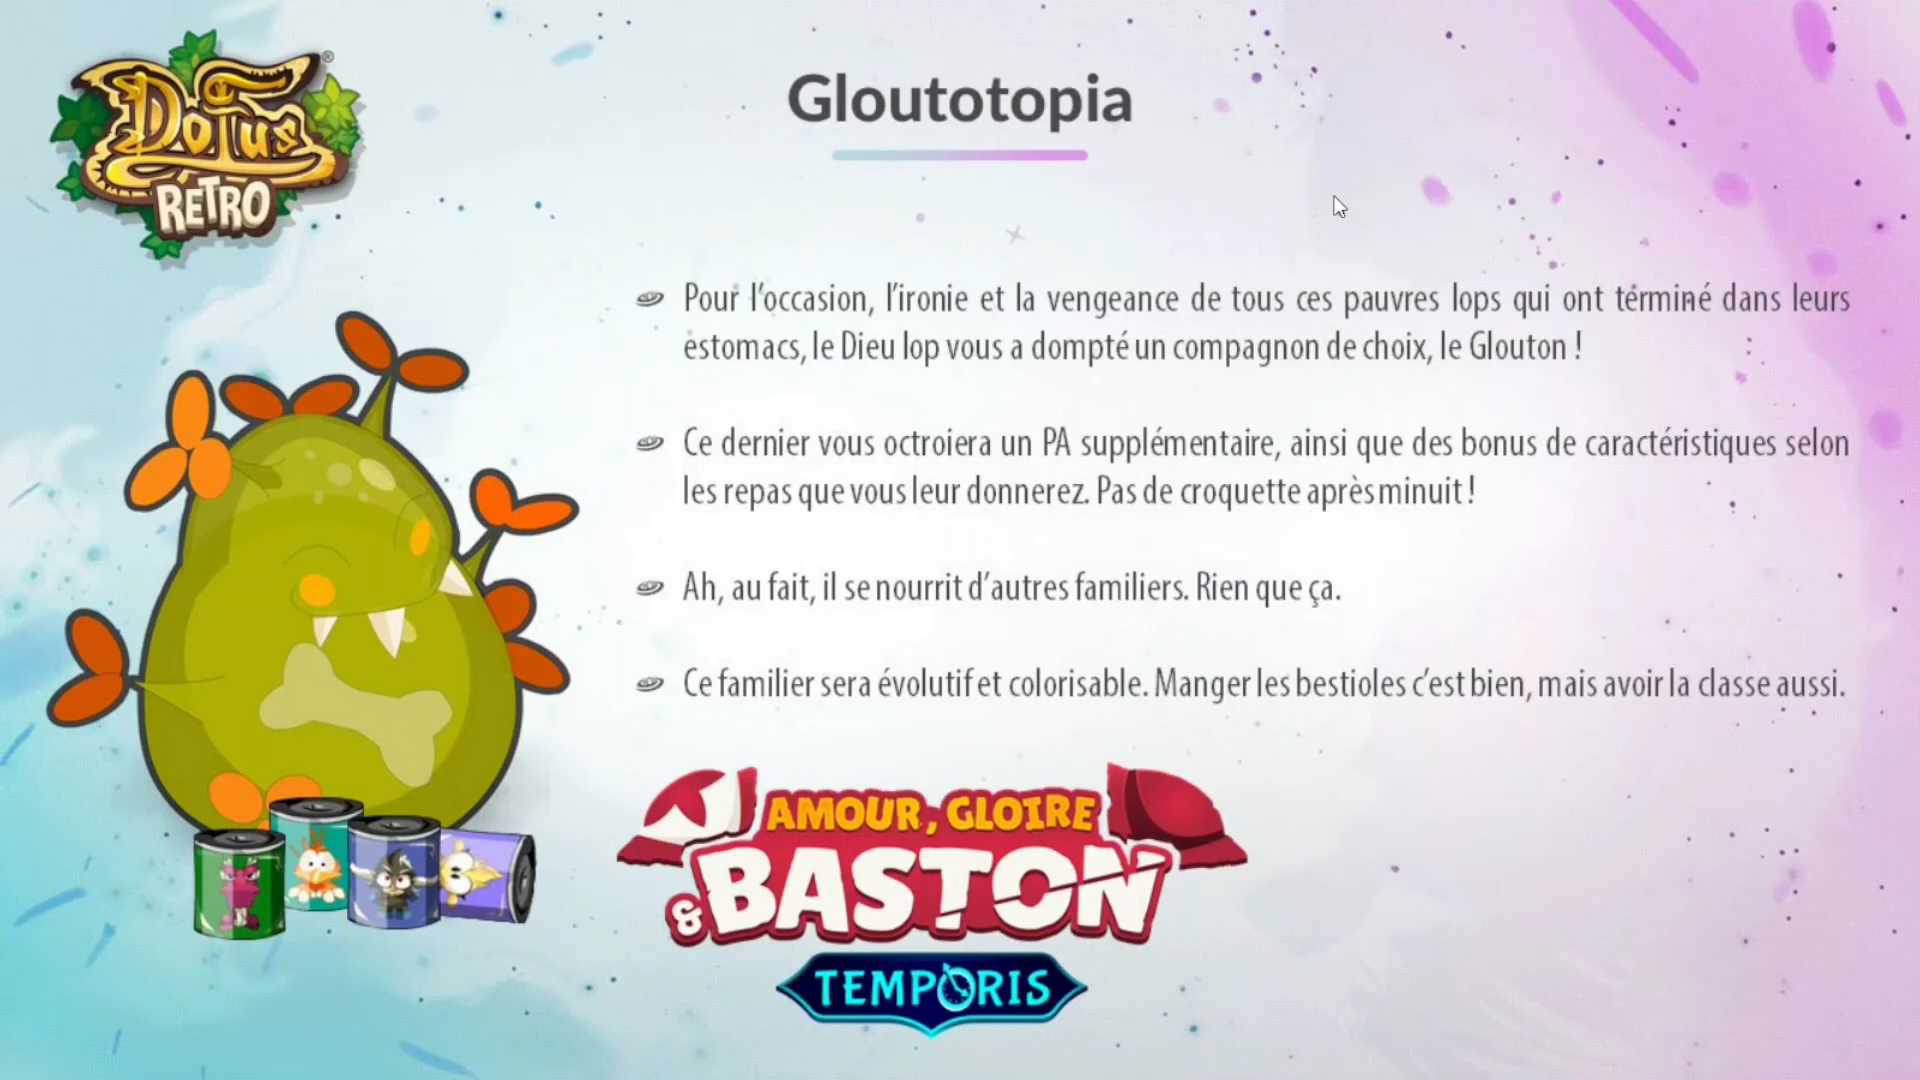 DOFUS
RETRO
Gloutotopia
Pour l’occasion, l’ironie et la vengeance de tous ces pauvres Iops qui ont terminé dans leurs
estomacs, le Dieu Iop vous a dompté un compagnon de choix, le Glouton !
Ce dernier vous octroiera un PA supplémentaire, ainsi que des bonus de caractéristiques selon
les repas que vous leur donnerez. Pas de croquette après minuit !
Ah, au fait, il se nourrit d’autres familiers. Rien que ça.
Ce familier sera évolutif et colorisable. Manger les bestioles c’est bien, mais avoir la classe aussi.
AMOUR, GLOIRE
& BASTON
TEMPORIS